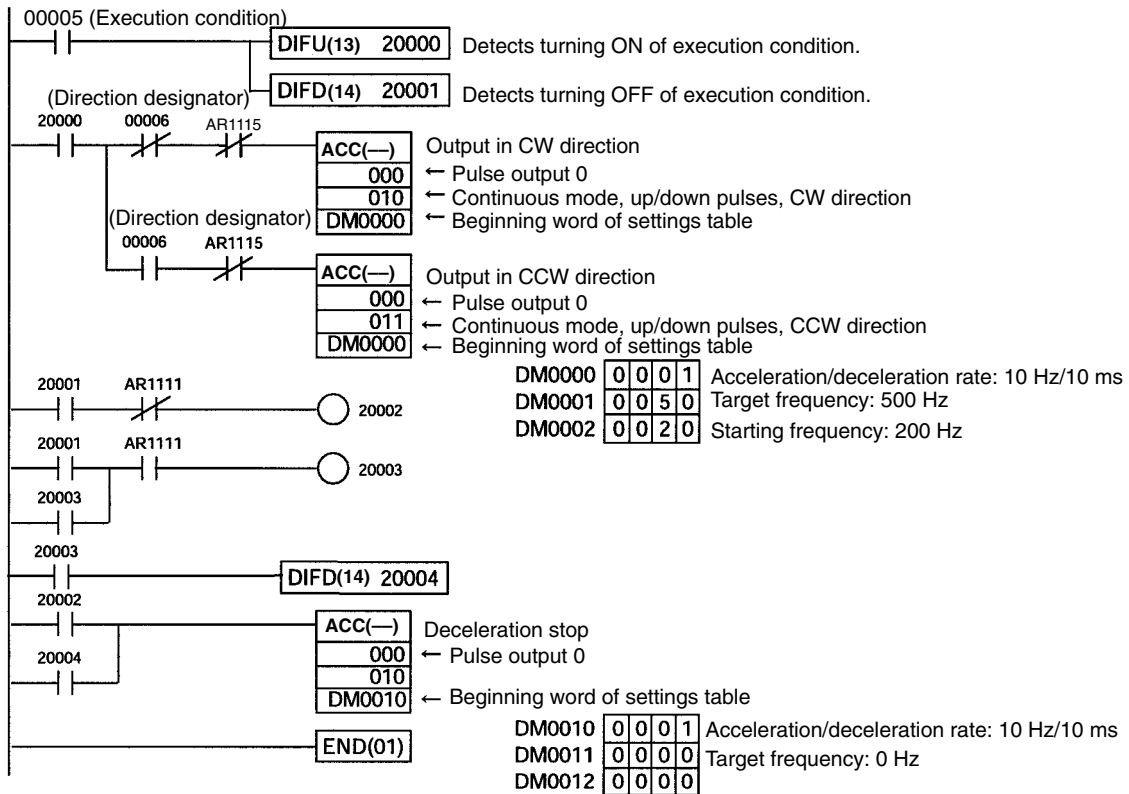 00005 (Execution condition)
DIFU(13) 20000 Detects turning ON of execution condition.
DIFD(14) 20001 Detects turning OFF of execution condition.
(Direction designator)
20000 00006 AR1115
ACC(—) Output in CW direction
000 ← Pulse output 0
010 ← Continuous mode, up/down pulses, CW direction
DM0000 ← Beginning word of settings table
(Direction designator)
00006 AR1115
ACC(—) Output in CCW direction
000 ← Pulse output 0
011 ← Continuous mode, up/down pulses, CCW direction
DM0000 ← Beginning word of settings table
DM0000 0 0 0 1 Acceleration/deceleration rate: 10 Hz/10 ms
DM0001 0 0 5 0 Target frequency: 500 Hz
DM0002 0 0 2 0 Starting frequency: 200 Hz
20001 AR1111
20002
20001 AR1111
20003
20003
20003
DIFD(14) 20004
20002
ACC(—) Deceleration stop
20004
000 ← Pulse output 0
010
DM0010 ← Beginning word of settings table
DM0010 0 0 0 1 Acceleration/deceleration rate: 10 Hz/10 ms
END(01)
DM0011 0 0 0 0 Target frequency: 0 Hz
DM0012 0 0 0 0